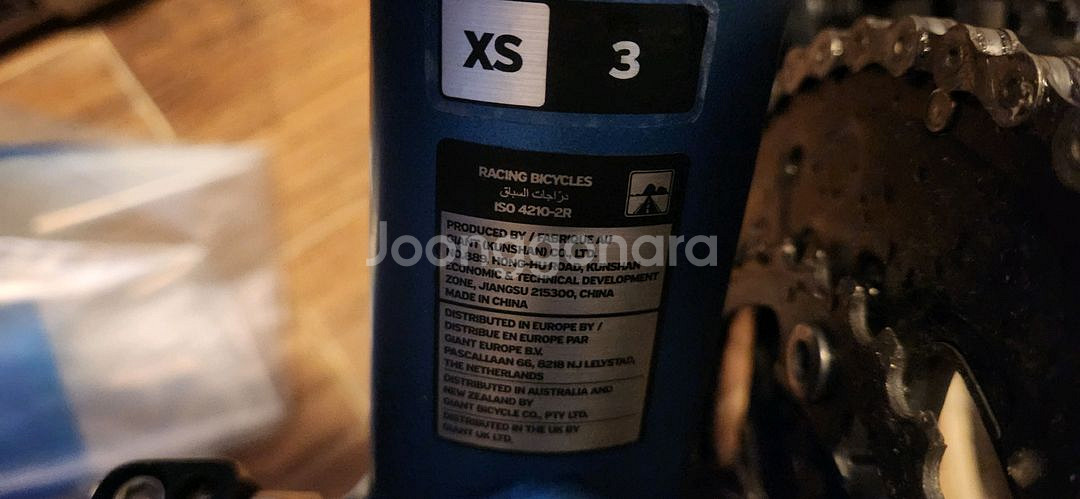 XS 3
RACING BICYCLES
دراجات السباق
ISO 4210-2R
PRODUCED BY / FABRIQUE AU
GIANT (KUNSHAN) CO., LTD.
NO.889, HONG-HU ROAD, KUNSHAN
ECONOMIC & TECHNICAL DEVELOPMENT
ZONE, JIANGSU 215300, CHINA
MADE IN CHINA
DISTRIBUTED IN EUROPE BY /
DISTRIBUE EN EUROPE PAR
GIANT EUROPE B.V.
PASCALLAAN 66, 8218 NJ LELYSTAD,
THE NETHERLANDS
DISTRIBUTED IN AUSTRALIA AND
NEW ZEALAND BY
GIANT BICYCLE CO., PTY LTD.
DISTRIBUTED IN THE UK BY
GIANT UK LTD.